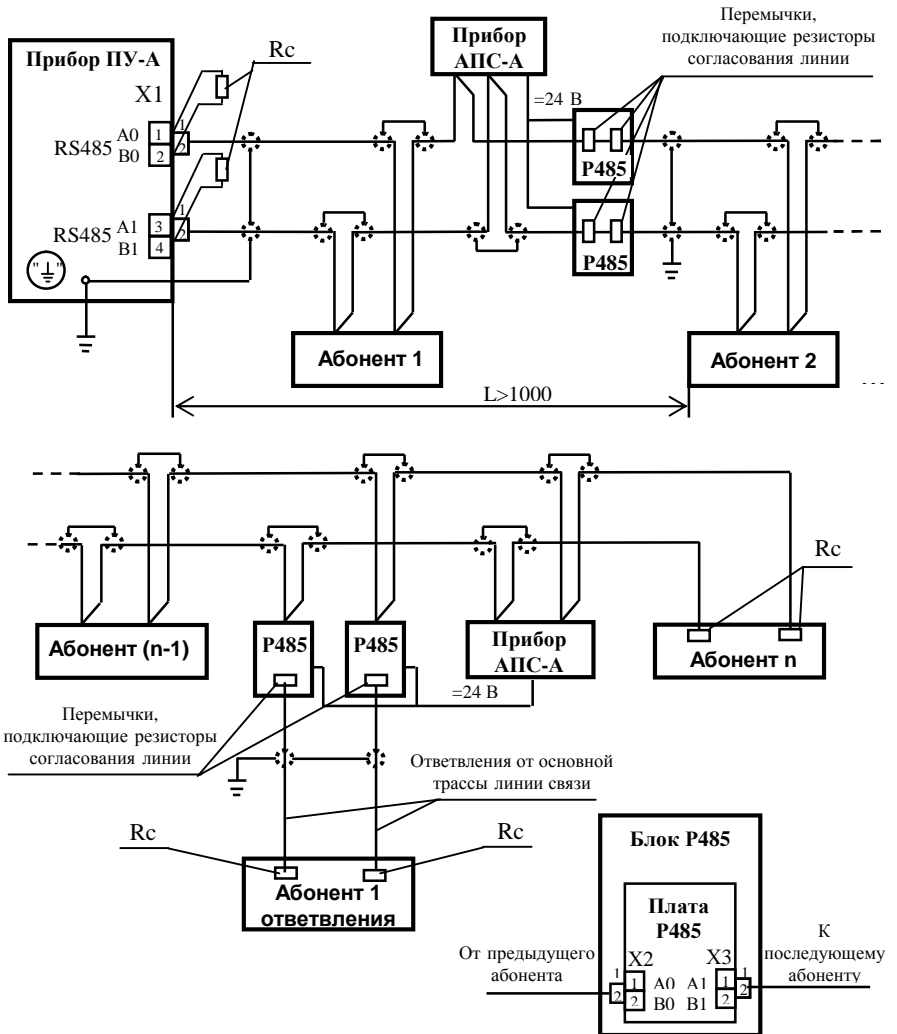 Прибор ПУ-А
X1
RS485 A0
B0
1
2
1
2
RS485 A1
B1
3
4
1
2
"⏚"
Rc
Прибор
АПС-А
=24 В
Перемычки,
подключающие резисторы
согласования линии
Р485
Р485
Абонент 1
Абонент 2
...
L>1000
Rc
Абонент (n-1)
Р485
Р485
Прибор
АПС-А
Абонент n
=24 В
Перемычки,
подключающие резисторы
согласования линии
Ответвления от основной
трассы линии связи
Rc
Rc
Абонент 1
ответвления
Блок Р485
Плата
Р485
От предыдущего
абонента
К
последующему
абоненту
X2
X3
1
2
1 A0 A1 1
2 B0 B1 2
1
2